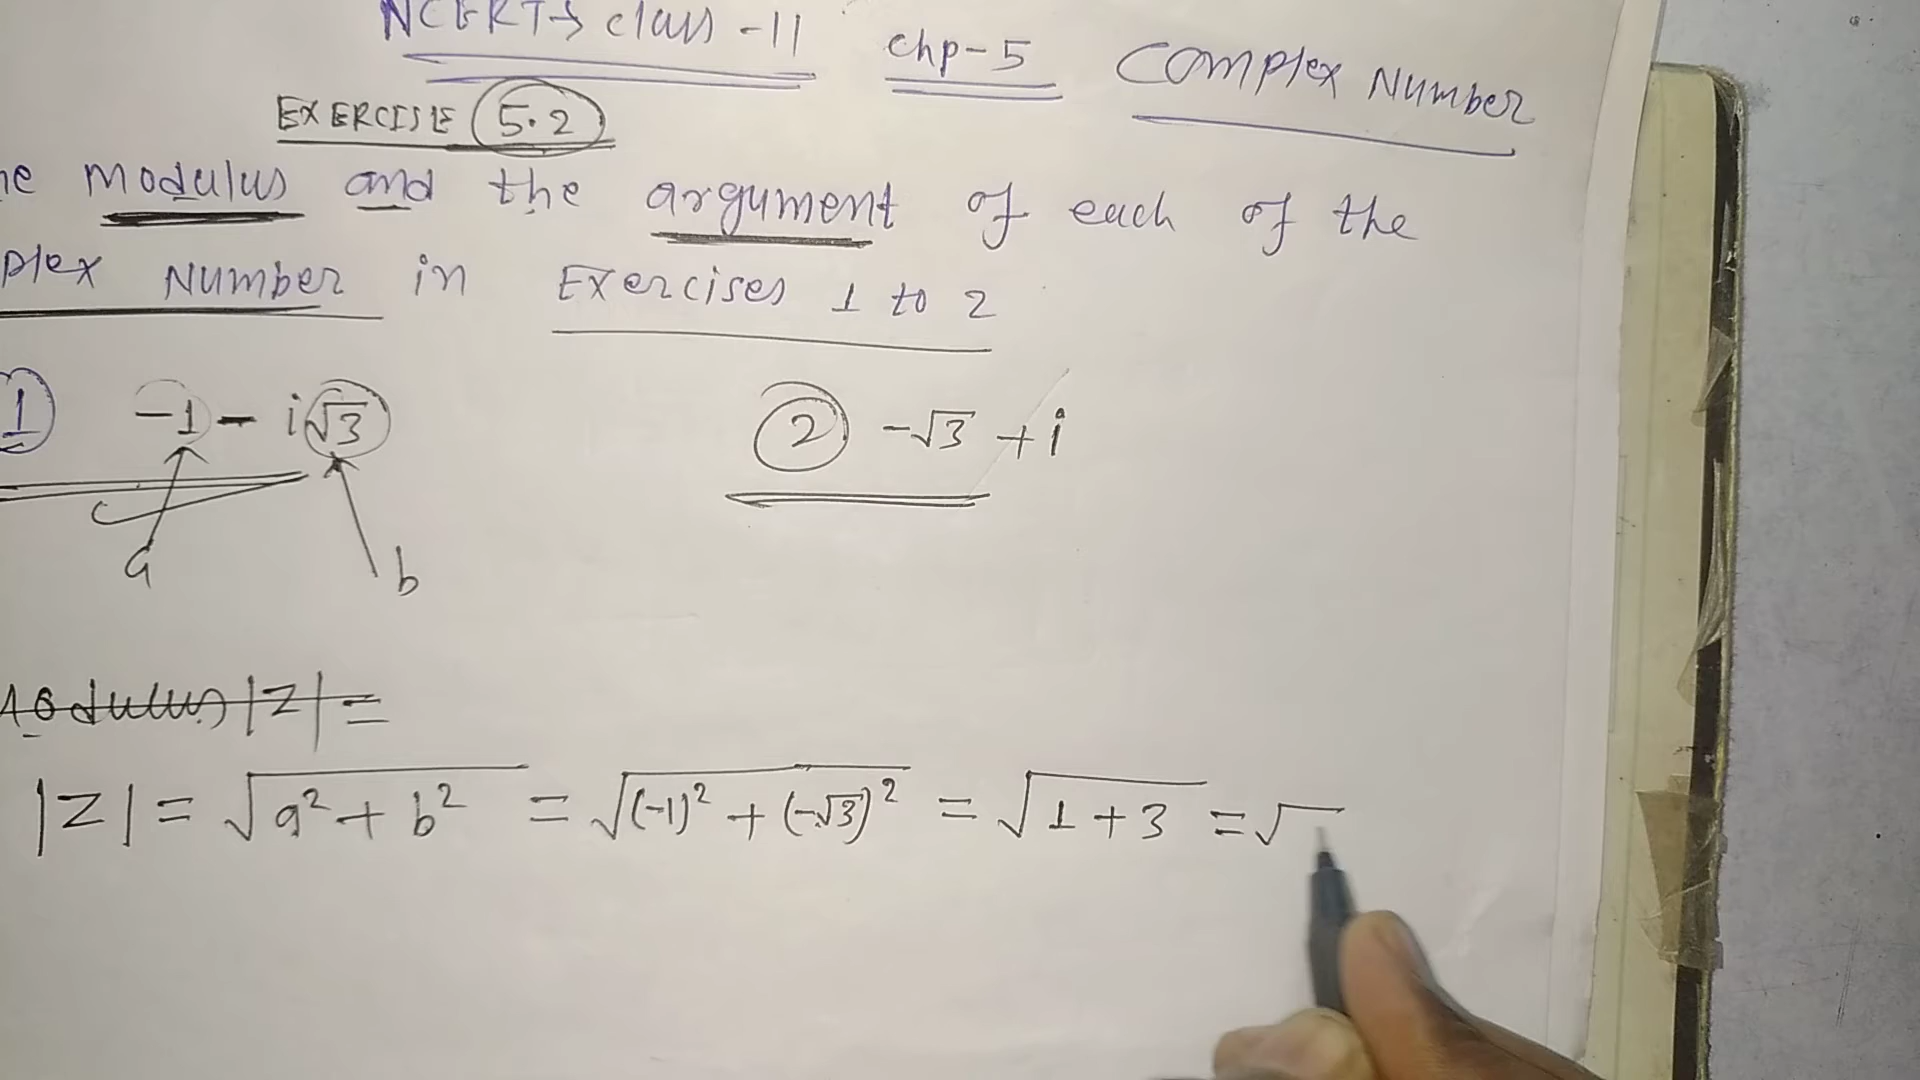 NCERT→ class -11 chp-5 Complex Number
EXERCISE 5.2
he modulus and the argument of each of the
plex Number in Exercises 1 to 2
1 -1 - i√3
2 -√3 + i
a
b
Modulus |Z| =
|Z| = √a² + b² = √(-1)² + (-√3)² = √1 + 3 = √